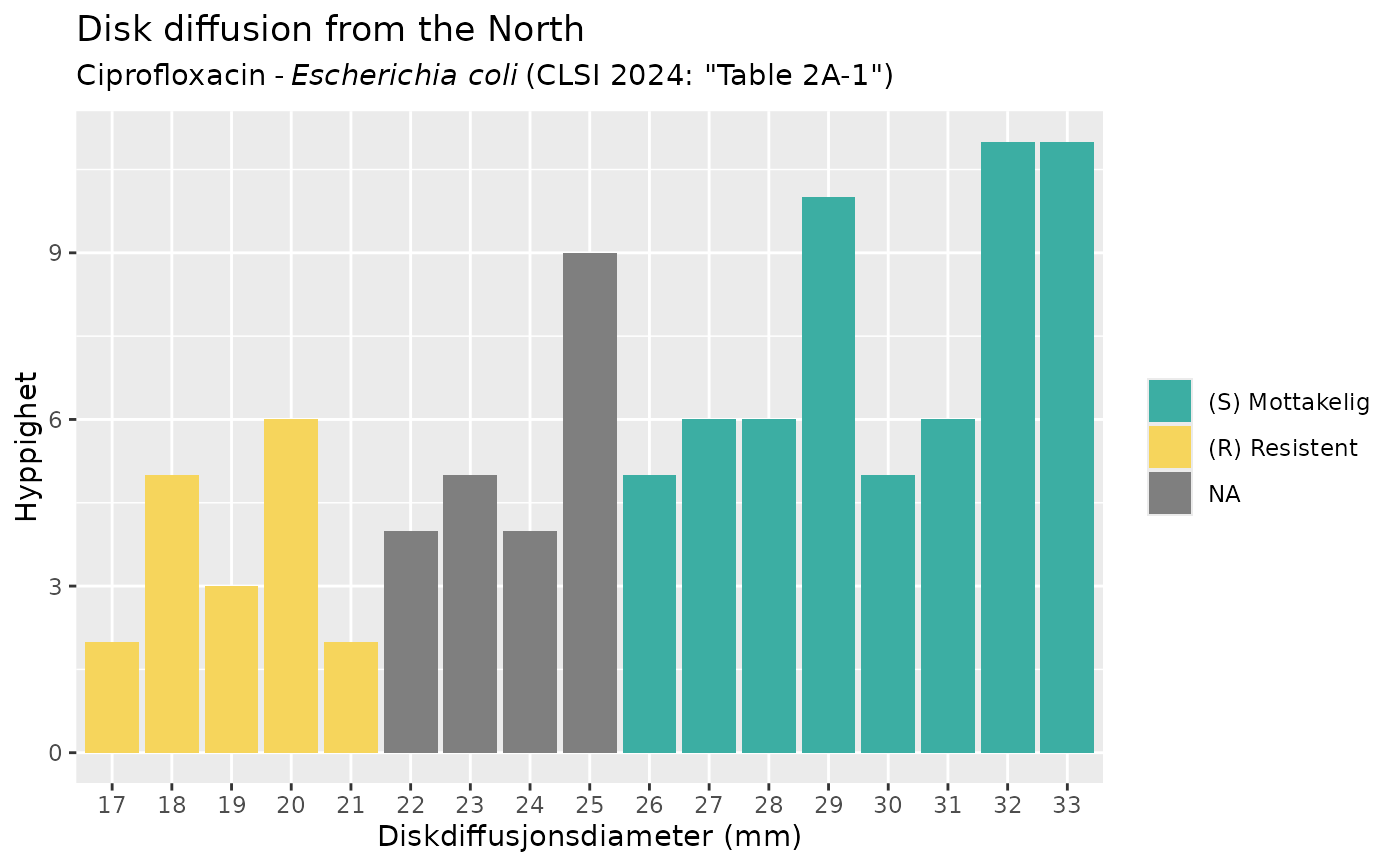 Disk diffusion from the North
Ciprofloxacin - Escherichia coli (CLSI 2024: "Table 2A-1")
Hyppighet
9
6
3
0
17 18 19 20 21 22 23 24 25 26 27 28 29 30 31 32 33
Diskdiffusjonsdiameter (mm)
(S) Mottakelig
(R) Resistent
NA